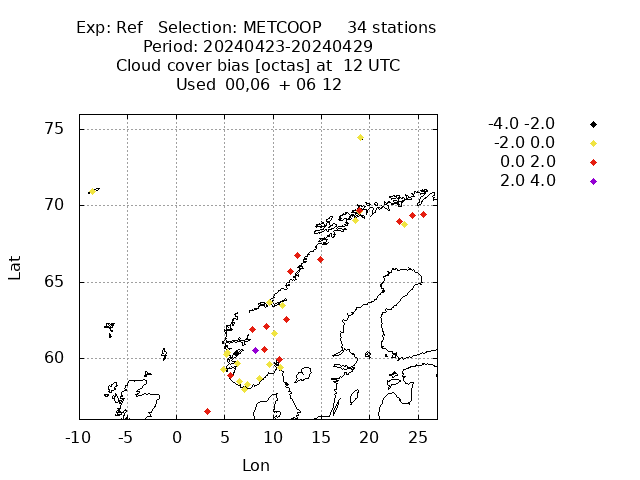 Exp: Ref Selection: METCOOP 34 stations
Period: 20240423-20240429
Cloud cover bias [octas] at 12 UTC
Used 00,06 + 06 12
-4.0 -2.0
-2.0 0.0
0.0 2.0
2.0 4.0
75
70
65
60
Lat
-10 -5 0 5 10 15 20 25
Lon